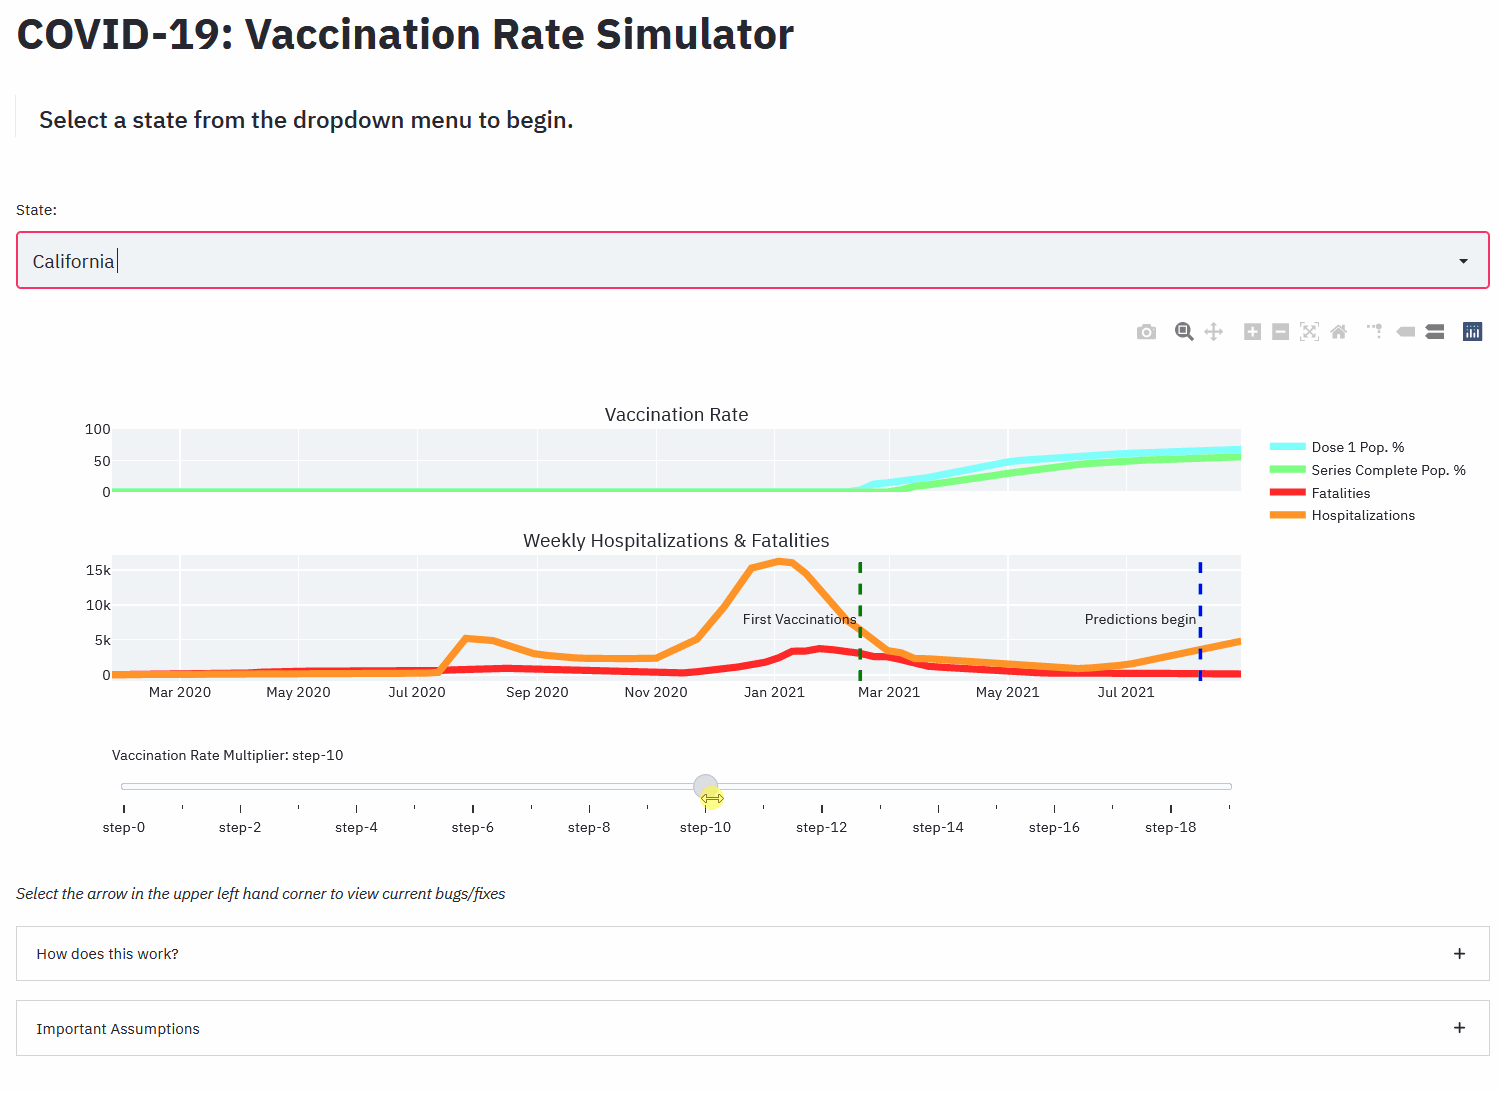 COVID-19: Vaccination Rate Simulator
Select a state from the dropdown menu to begin.
State:
California
Vaccination Rate
100
50
0
Dose 1 Pop. %
Series Complete Pop. %
Fatalities
Hospitalizations
Weekly Hospitalizations & Fatalities
15k
10k
5k
0
First Vaccinations
Predictions begin
Mar 2020 May 2020 Jul 2020 Sep 2020 Nov 2020 Jan 2021 Mar 2021 May 2021 Jul 2021
Vaccination Rate Multiplier: step-10
step-0 step-2 step-4 step-6 step-8 step-10 step-12 step-14 step-16 step-18
Select the arrow in the upper left hand corner to view current bugs/fixes
How does this work? +
Important Assumptions +